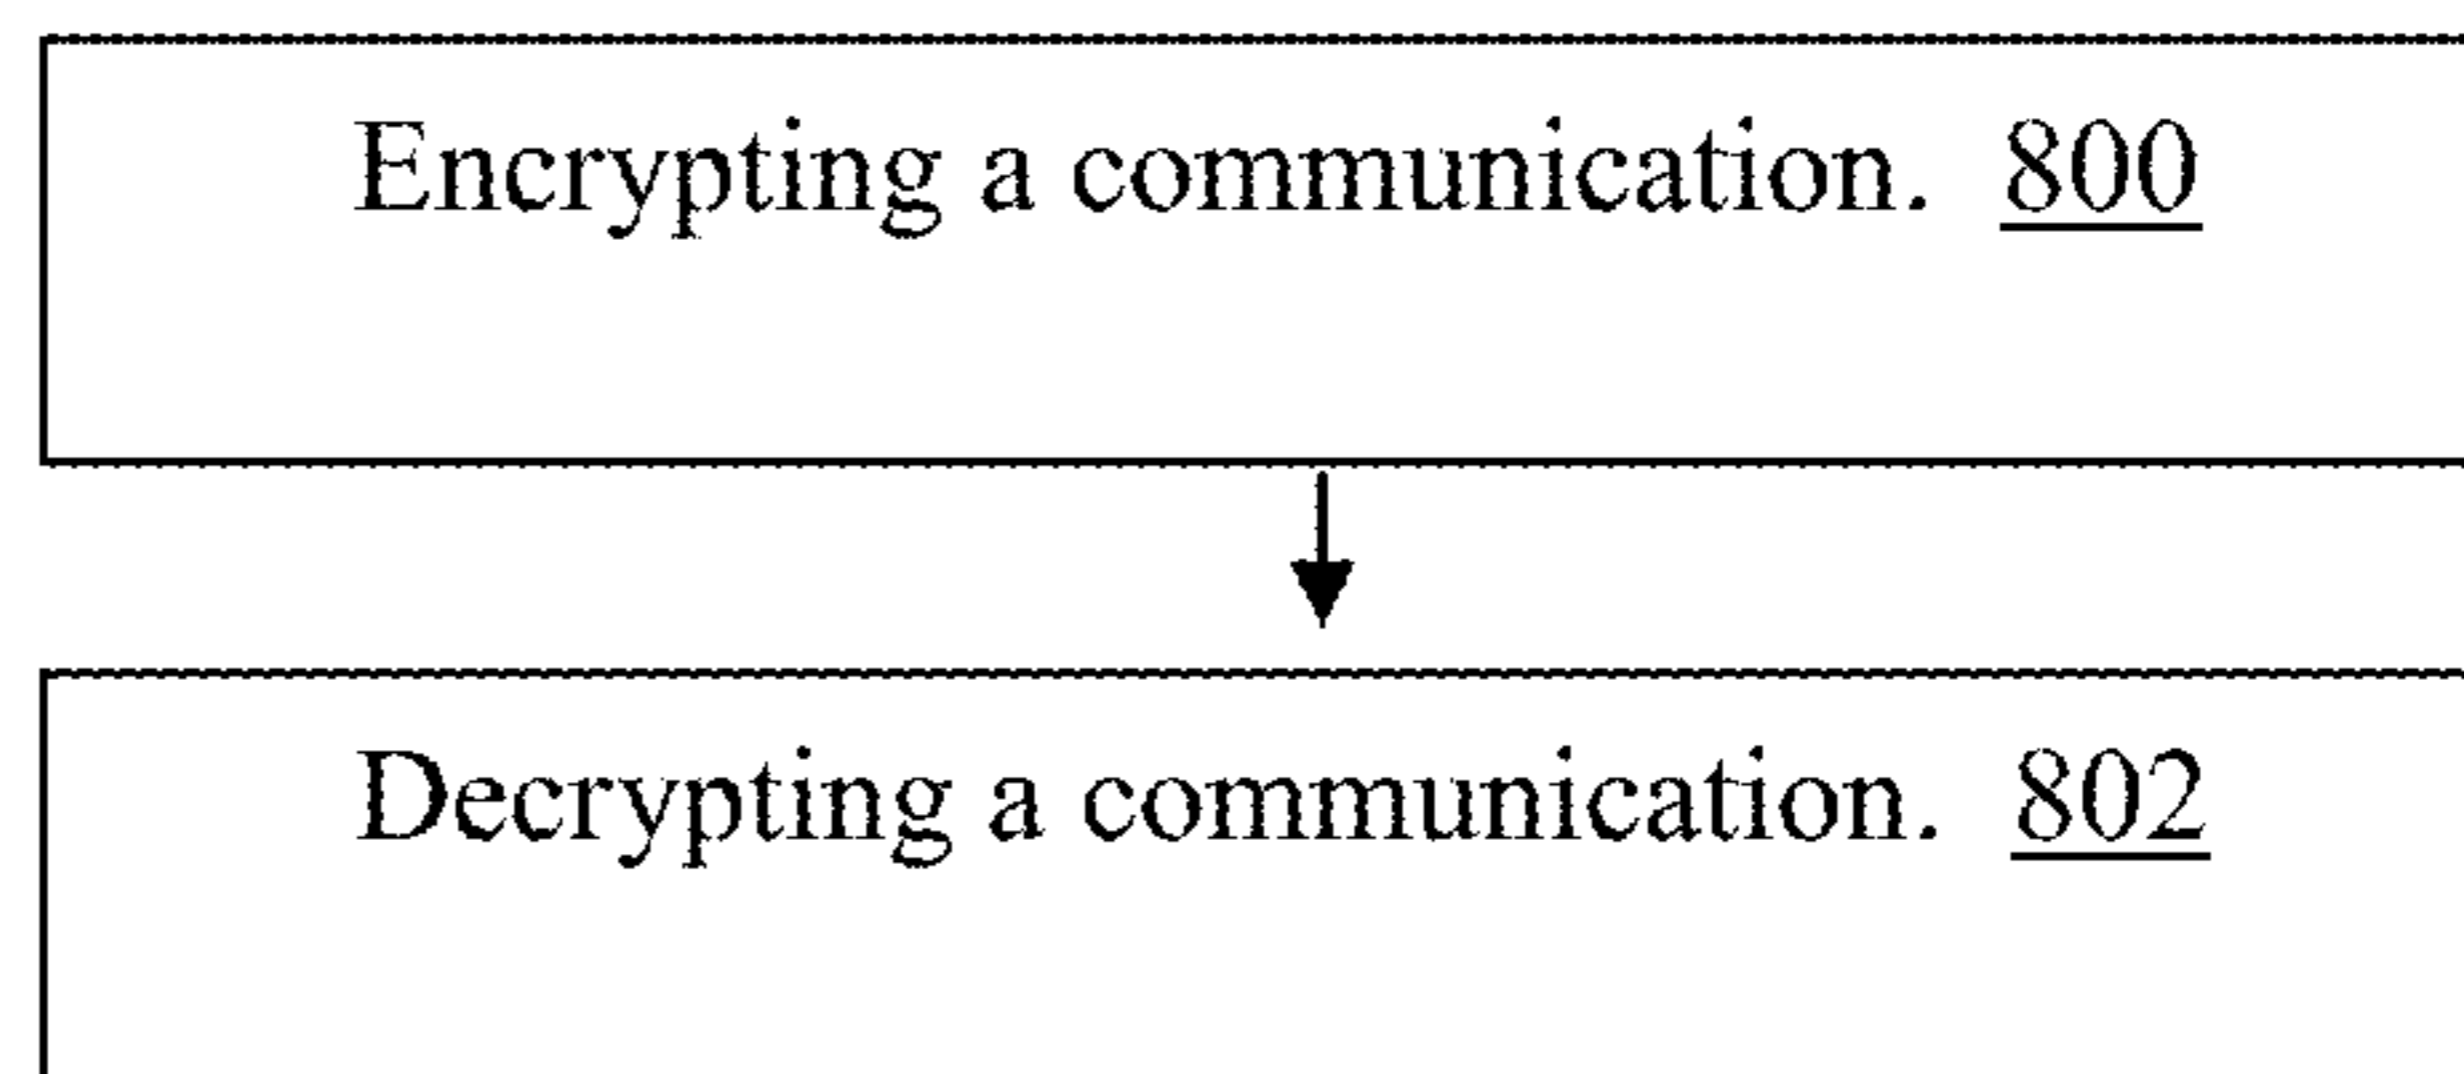 Encrypting a communication. 800
Decrypting a communication. 802